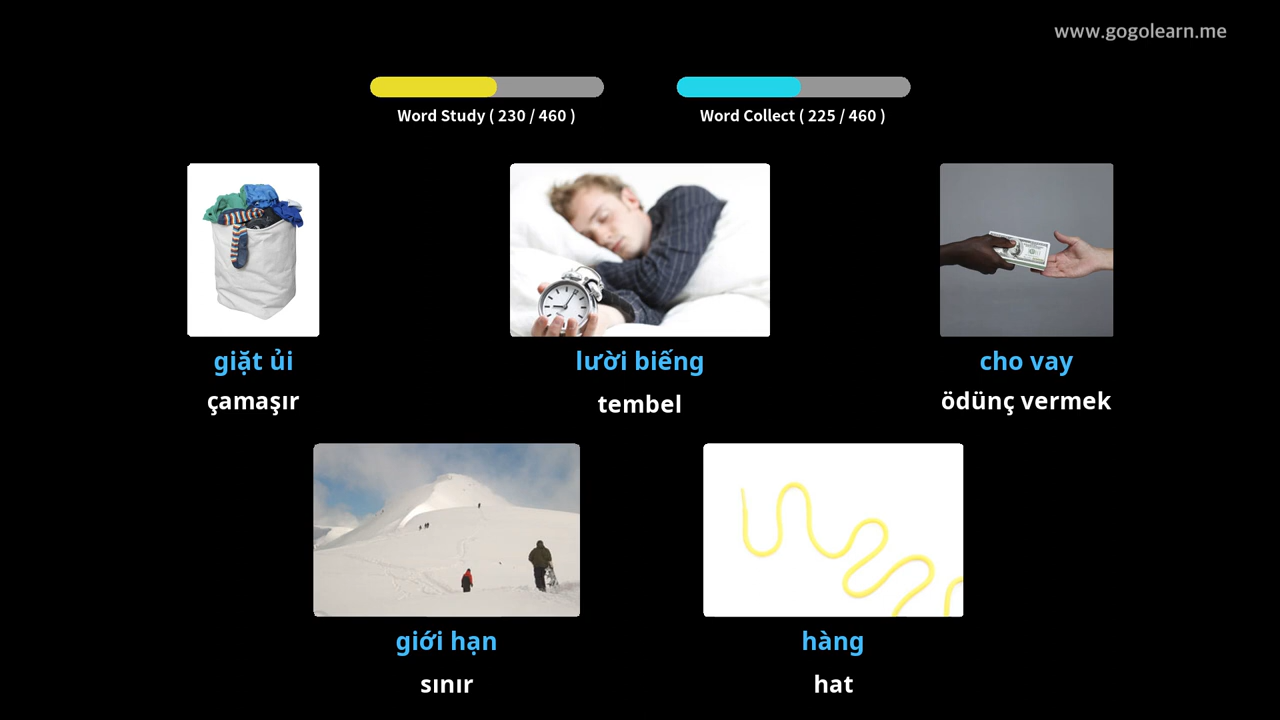 www.gogolearn.me
Word Study ( 230 / 460 )
Word Collect ( 225 / 460 )
giặt ủi
lười biếng
cho vay
çamaşır
tembel
ödünç vermek
giới hạn
hàng
sınır
hat